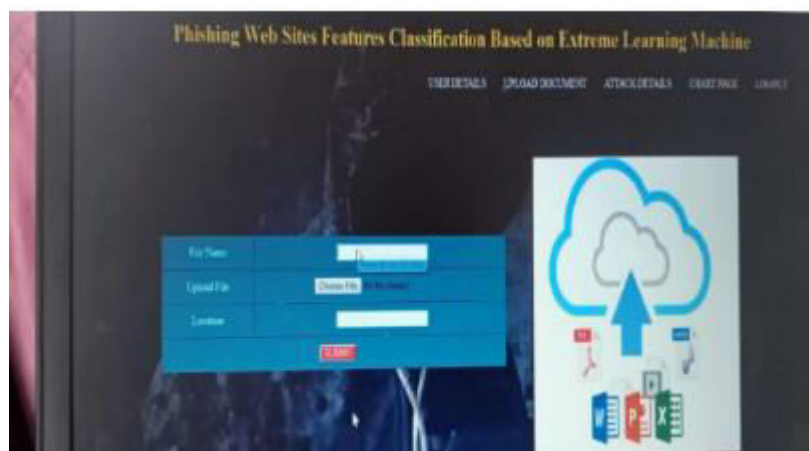 Phishing Web Sites Features Classification Based on Extreme Learning Machine
USER DETAILS UPLOAD DOCUMENT ATTACK DETAILS CHART PAGE LOGOUT
File Name
Upload File Choose File
Location
SUBMIT
W P X